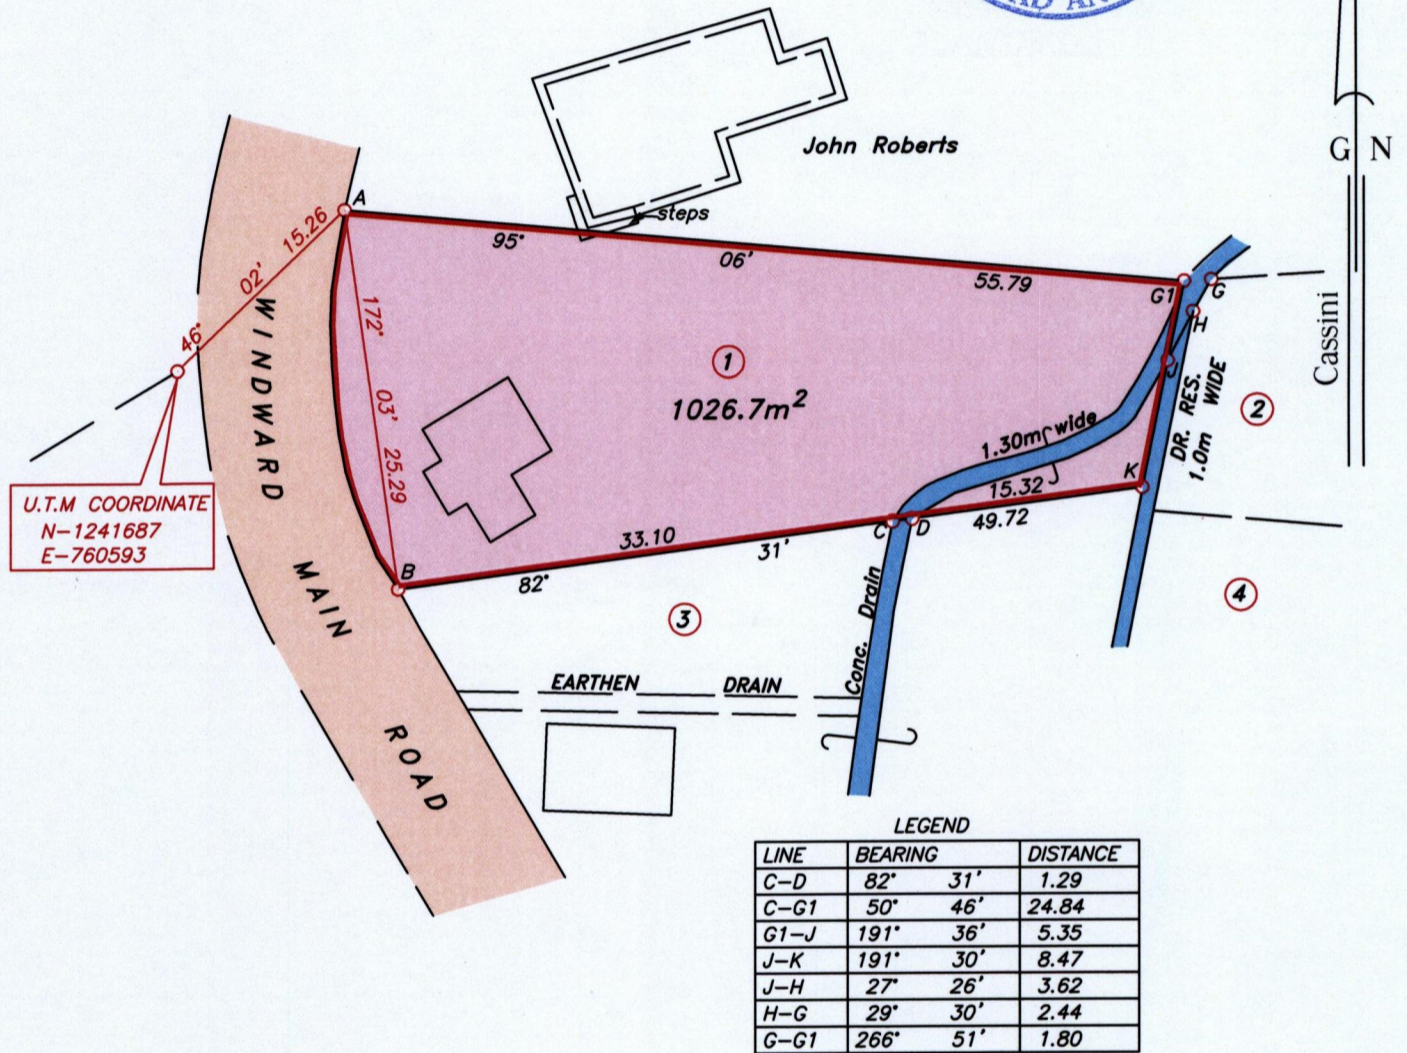 AD AN
G N
Cassini
John Roberts
steps
A
95° 06' 55.79
46° 02' 15.26
172° 03' 25.29
G1
G
H
J
K
DR. RES.
1.0m WIDE
1
1026.7m²
2
1.30m wide
15.32
49.72
C
D
33.10
82° 31'
B
3
4
U.T.M COORDINATE
N-1241687
E-760593
WINDWARD
MAIN
ROAD
Conc. Drain
EARTHEN DRAIN
LEGEND
LINE BEARING DISTANCE
C-D 82° 31' 1.29
C-G1 50° 46' 24.84
G1-J 191° 36' 5.35
J-K 191° 30' 8.47
J-H 27° 26' 3.62
H-G 29° 30' 2.44
G-G1 266° 51' 1.80